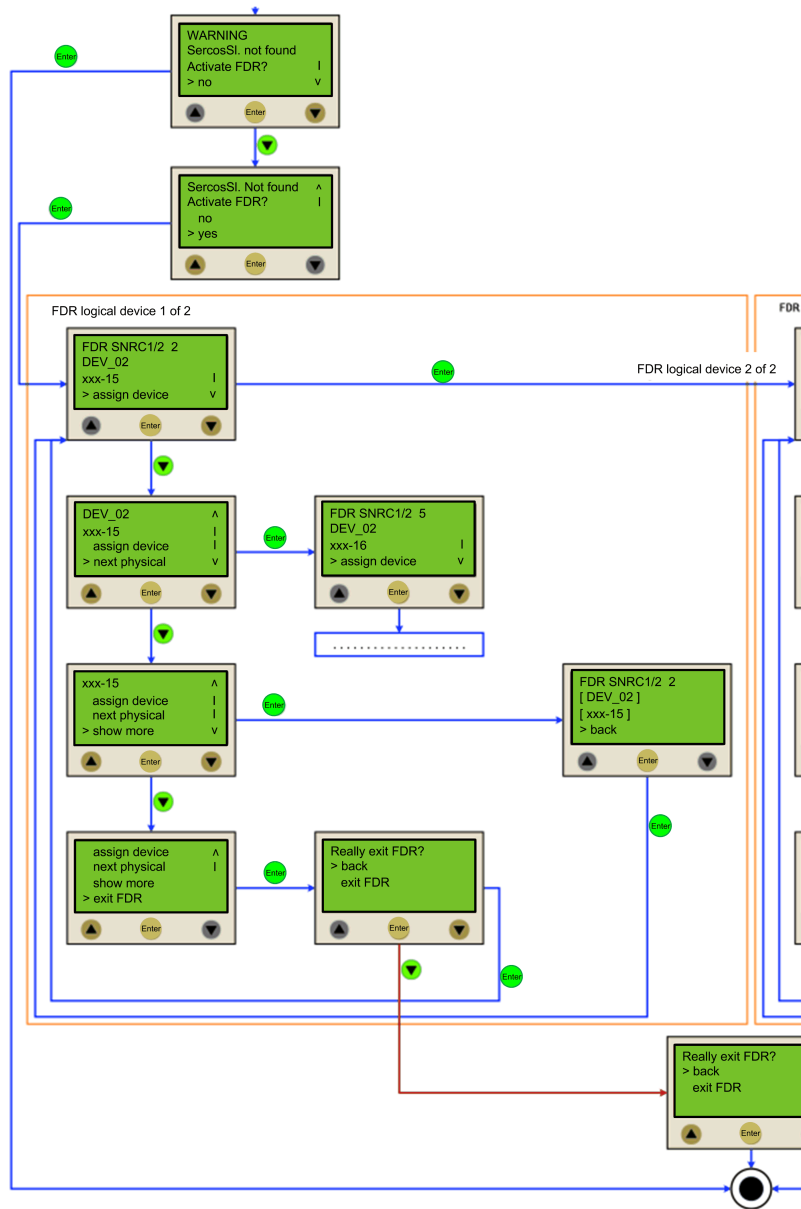 WARNING
SercosSl. not found
Activate FDR? |
> no v
Enter
Enter
SercosSl. Not found ^
Activate FDR? |
no
> yes
Enter
Enter
FDR logical device 1 of 2
FDR
FDR SNRC1/2 2
DEV_02
xxx-15 |
> assign device v
Enter
Enter
FDR logical device 2 of 2
DEV_02 ^
xxx-15 |
assign device |
> next physical v
Enter
Enter
FDR SNRC1/2 5
DEV_02
xxx-16 |
> assign device v
Enter
.....................
xxx-15 ^
assign device |
next physical |
> show more v
Enter
Enter
FDR SNRC1/2 2
[ DEV_02 ]
[ xxx-15 ]
> back
Enter
Enter
assign device ^
next physical |
show more
> exit FDR
Enter
Enter
Really exit FDR?
> back
exit FDR
Enter
Enter
Really exit FDR?
> back
exit FDR
Enter